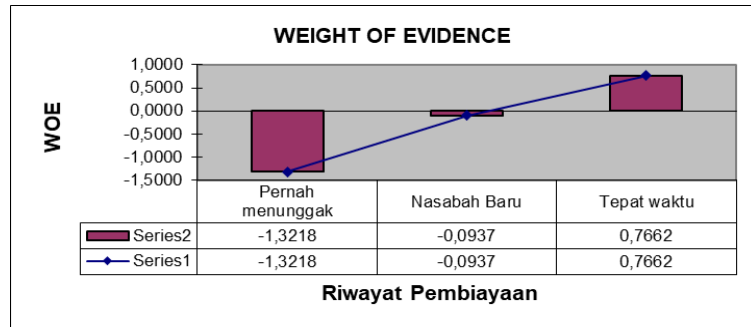 WEIGHT OF EVIDENCE
1,0000
0,5000
0,0000
-0,5000
-1,0000
-1,5000
WOE
Pernah
menunggak
Nasabah Baru
Tepat waktu
Series2 -1,3218 -0,0937 0,7662
Series1 -1,3218 -0,0937 0,7662
Riwayat Pembiayaan